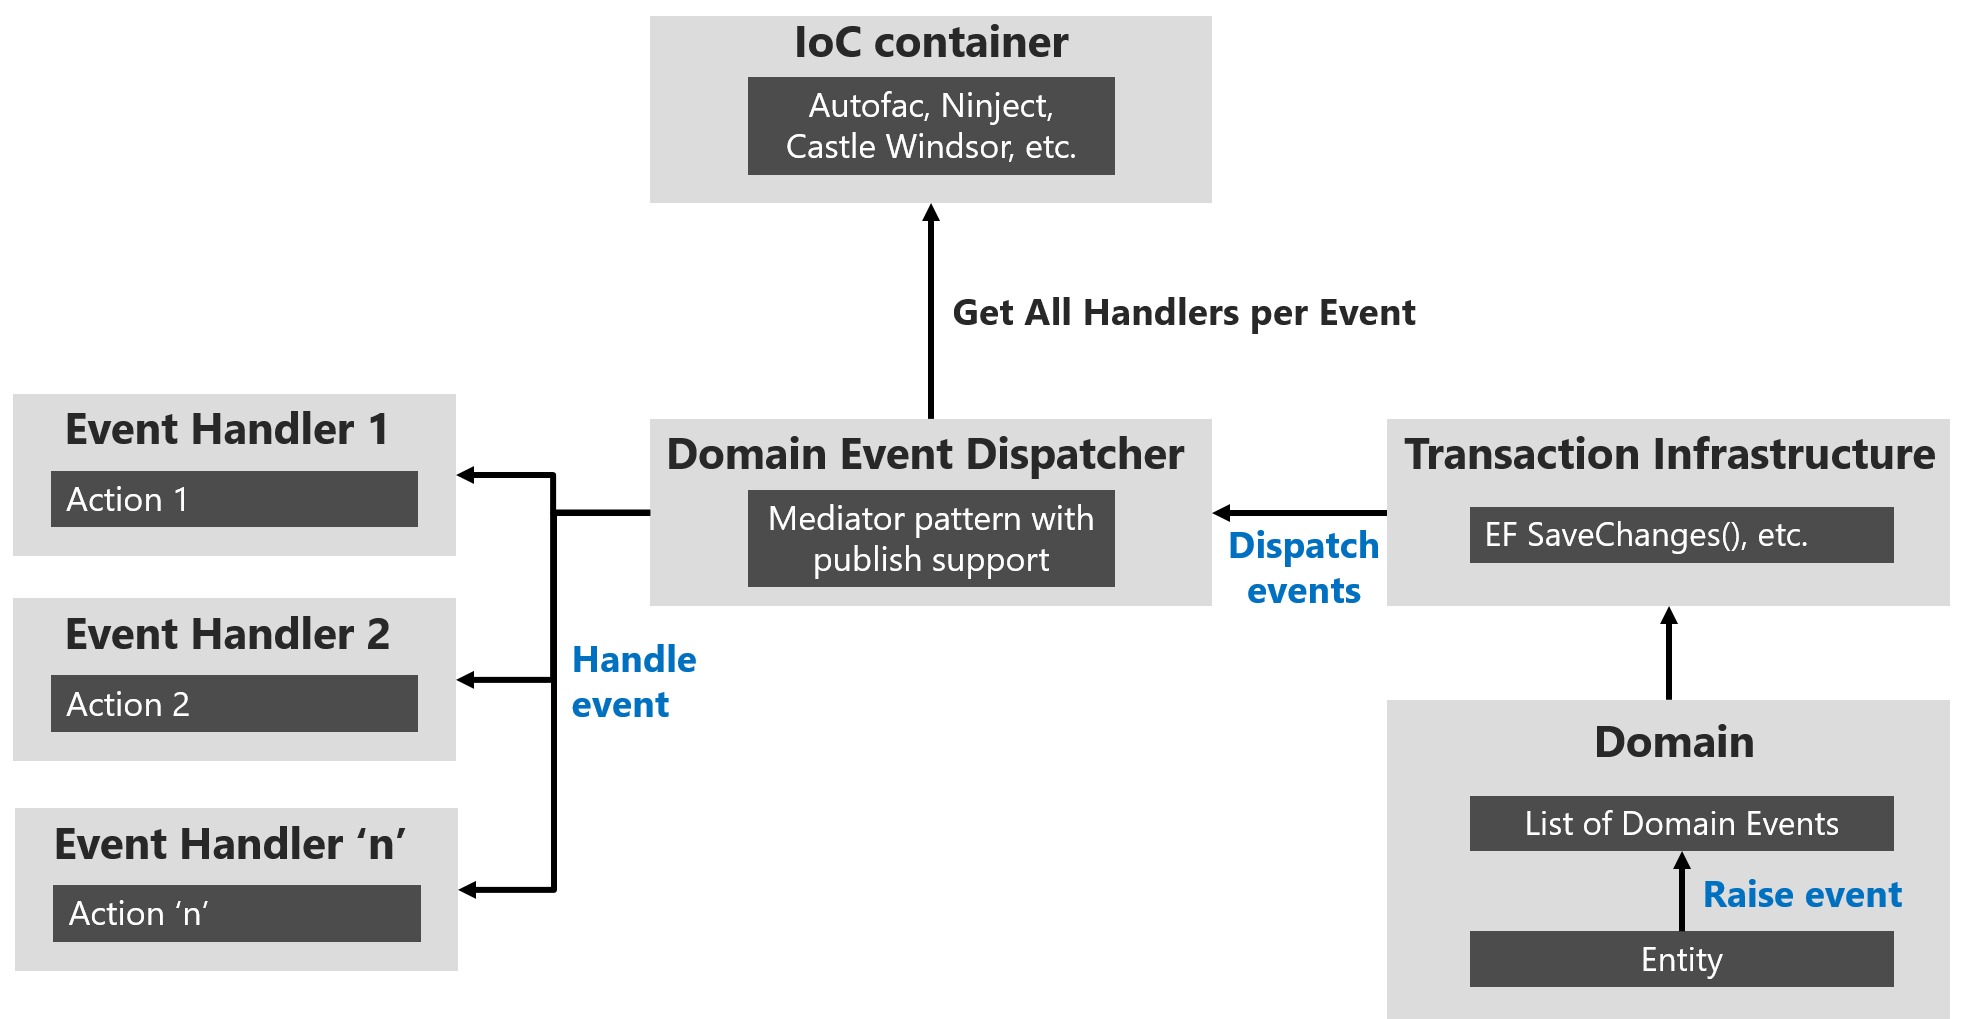 IoC container
Autofac, Ninject,
Castle Windsor, etc.
Get All Handlers per Event
Event Handler 1
Action 1
Domain Event Dispatcher
Mediator pattern with
publish support
Transaction Infrastructure
EF SaveChanges(), etc.
Dispatch
events
Event Handler 2
Action 2
Handle
event
Domain
List of Domain Events
Raise event
Entity
Event Handler ‘n’
Action ‘n’